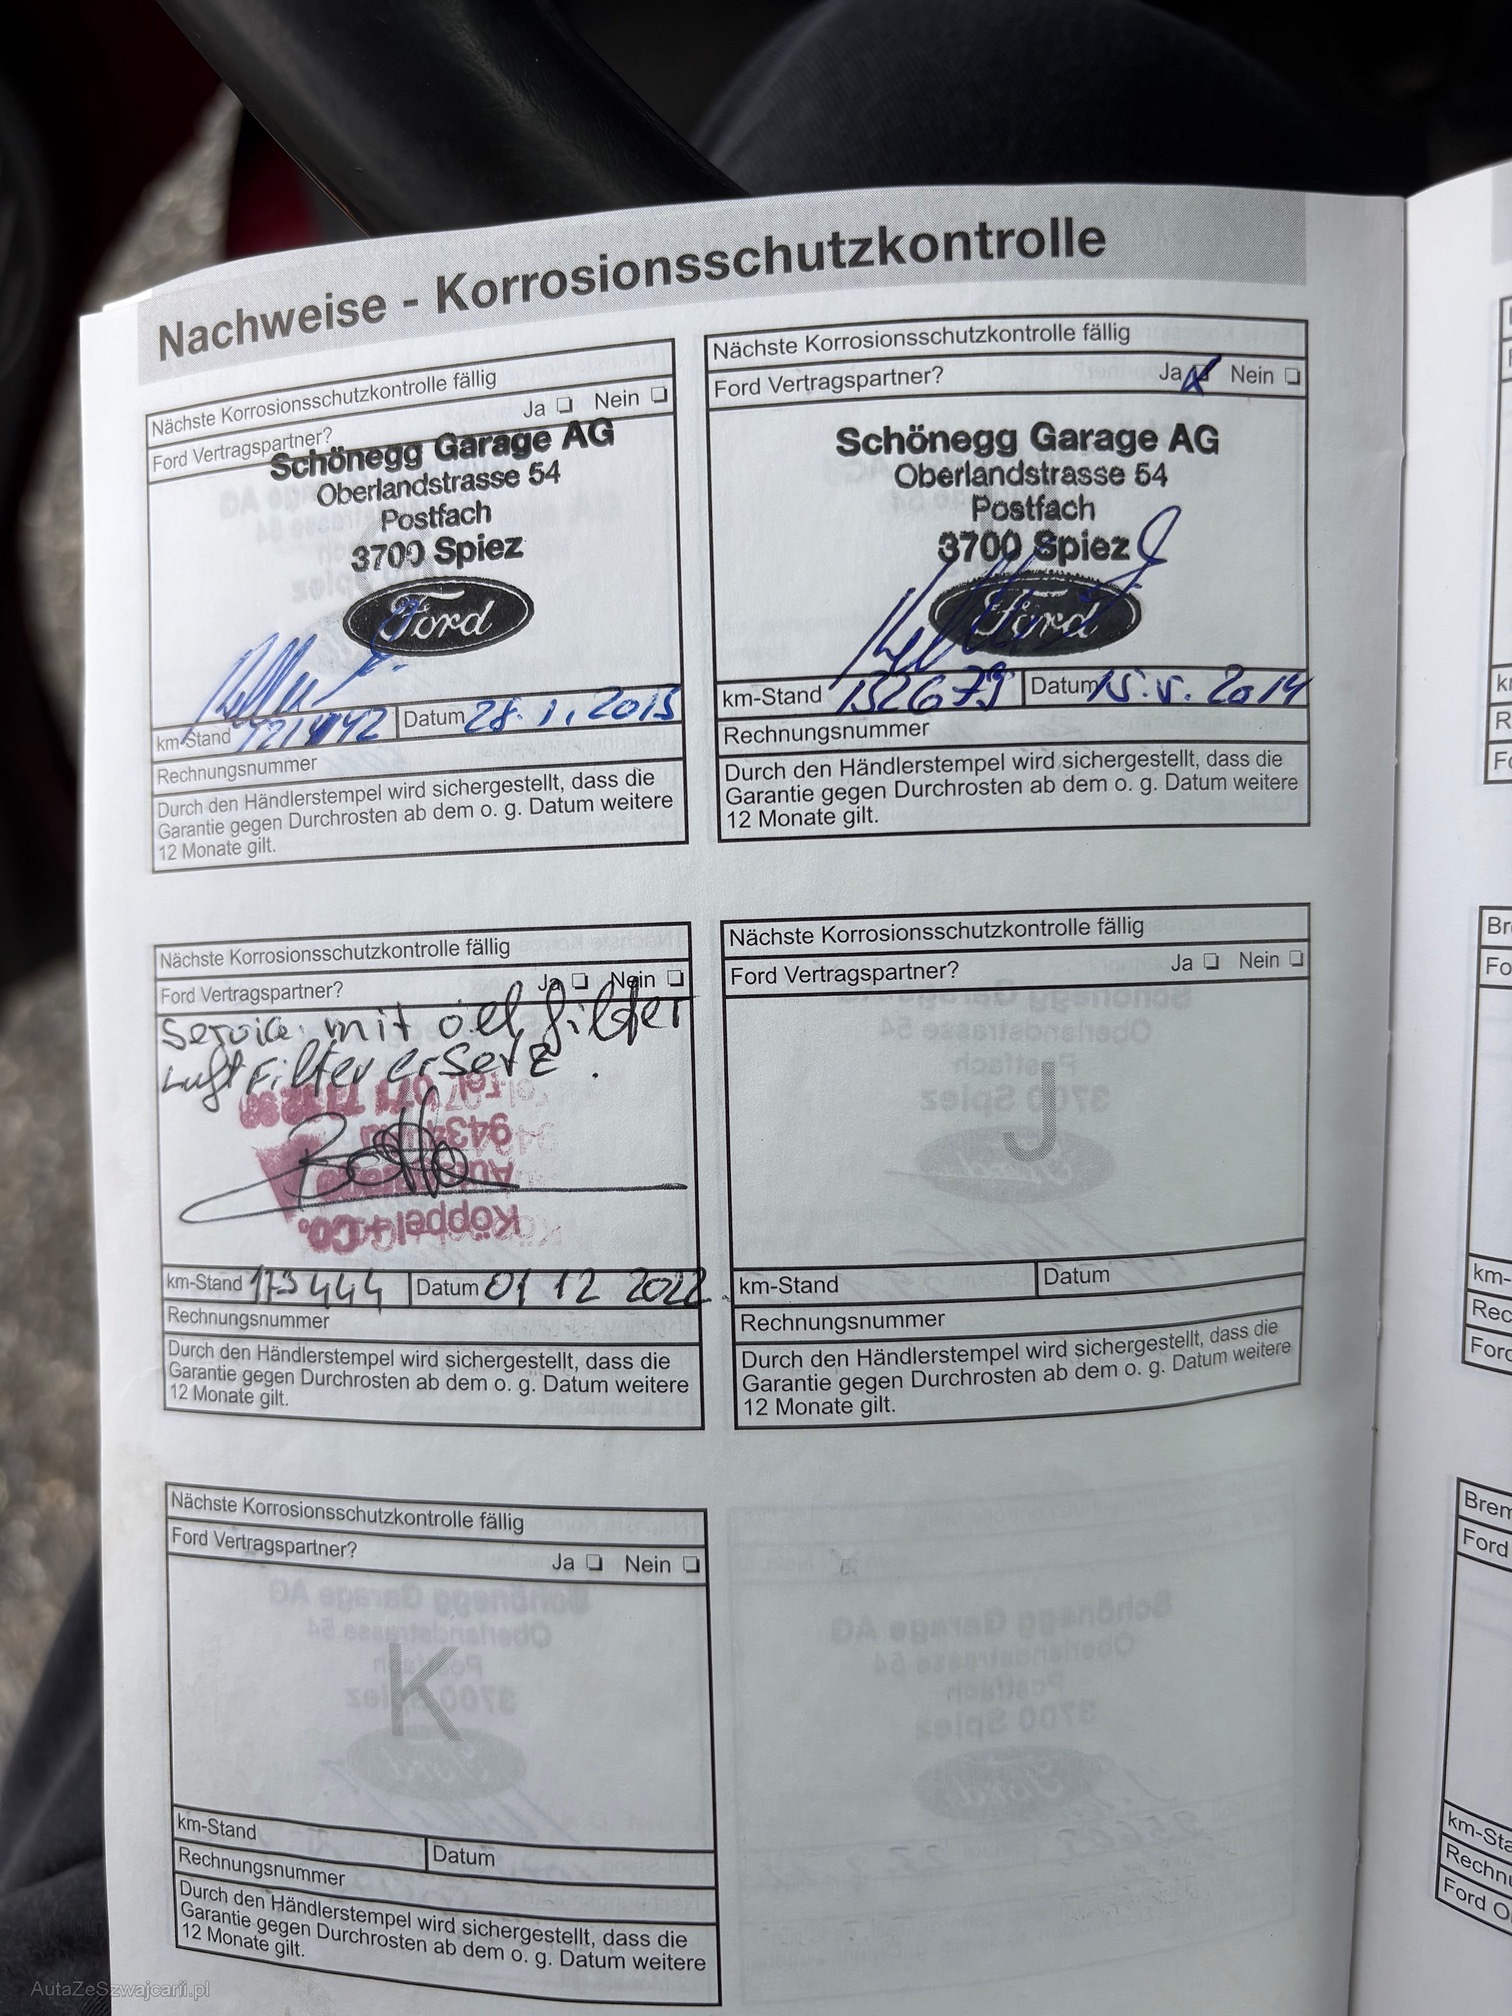 Nachweise - Korrosionsschutzkontrolle
Nächste Korrosionsschutzkontrolle fällig
Ford Vertragspartner? Ja Nein
Schönegg Garage AG
Oberlandstrasse 54
Postfach
3700 Spiez
Ford
km-Stand Datum 28.1.2013
Rechnungsnummer
Durch den Händlerstempel wird sichergestellt, dass die
Garantie gegen Durchrosten ab dem o. g. Datum weitere
12 Monate gilt.
Nächste Korrosionsschutzkontrolle fällig
Ford Vertragspartner? Ja Nein
Schönegg Garage AG
Oberlandstrasse 54
Postfach
3700 Spiez
Ford
km-Stand 132679 Datum 15.5.2014
Rechnungsnummer
Durch den Händlerstempel wird sichergestellt, dass die
Garantie gegen Durchrosten ab dem o. g. Datum weitere
12 Monate gilt.
Nächste Korrosionsschutzkontrolle fällig
Ford Vertragspartner? Ja Nein
Service mit oel filter
Luft Filter ersetz.
Köppel+Co.
km-Stand 173444 Datum 01 12 2022
Rechnungsnummer
Durch den Händlerstempel wird sichergestellt, dass die
Garantie gegen Durchrosten ab dem o. g. Datum weitere
12 Monate gilt.
Nächste Korrosionsschutzkontrolle fällig
Ford Vertragspartner? Ja Nein
J
km-Stand Datum
Rechnungsnummer
Durch den Händlerstempel wird sichergestellt, dass die
Garantie gegen Durchrosten ab dem o. g. Datum weitere
12 Monate gilt.
Nächste Korrosionsschutzkontrolle fällig
Ford Vertragspartner? Ja Nein
K
km-Stand Datum
Rechnungsnummer
Durch den Händlerstempel wird sichergestellt, dass die
Garantie gegen Durchrosten ab dem o. g. Datum weitere
12 Monate gilt.
AutaZeSzwajcarii.pl